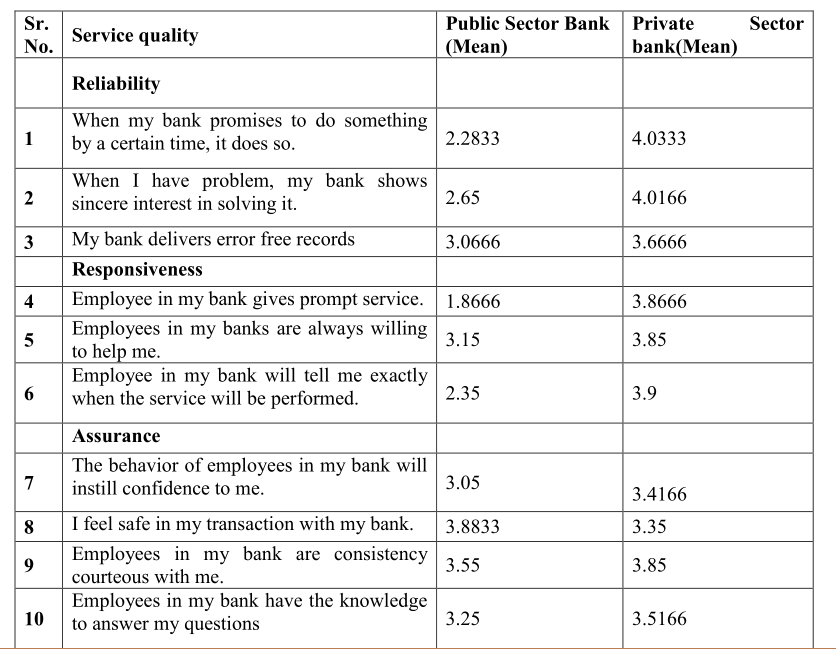 Sr. No. Service quality Public Sector Bank (Mean) Private Sector bank(Mean)
Reliability
1 When my bank promises to do something by a certain time, it does so. 2.2833 4.0333
2 When I have problem, my bank shows sincere interest in solving it. 2.65 4.0166
3 My bank delivers error free records 3.0666 3.6666
Responsiveness
4 Employee in my bank gives prompt service. 1.8666 3.8666
5 Employees in my banks are always willing to help me. 3.15 3.85
6 Employee in my bank will tell me exactly when the service will be performed. 2.35 3.9
Assurance
7 The behavior of employees in my bank will instill confidence to me. 3.05 3.4166
8 I feel safe in my transaction with my bank. 3.8833 3.35
9 Employees in my bank are consistency courteous with me. 3.55 3.85
10 Employees in my bank have the knowledge to answer my questions 3.25 3.5166